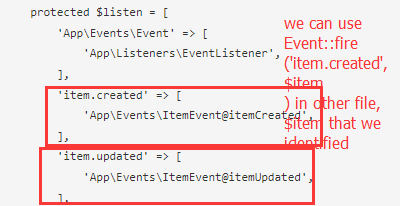 protected $listen = [
'App\Events\Event' => [
'App\Listeners\EventListener',
],
'item.created' => [
'App\Events\ItemEvent@itemCreated',
],
'item.updated' => [
'App\Events\ItemEvent@itemUpdated',
],
we can use
Event::fire
('item.created',
$item
) in other file,
$item that we
identified